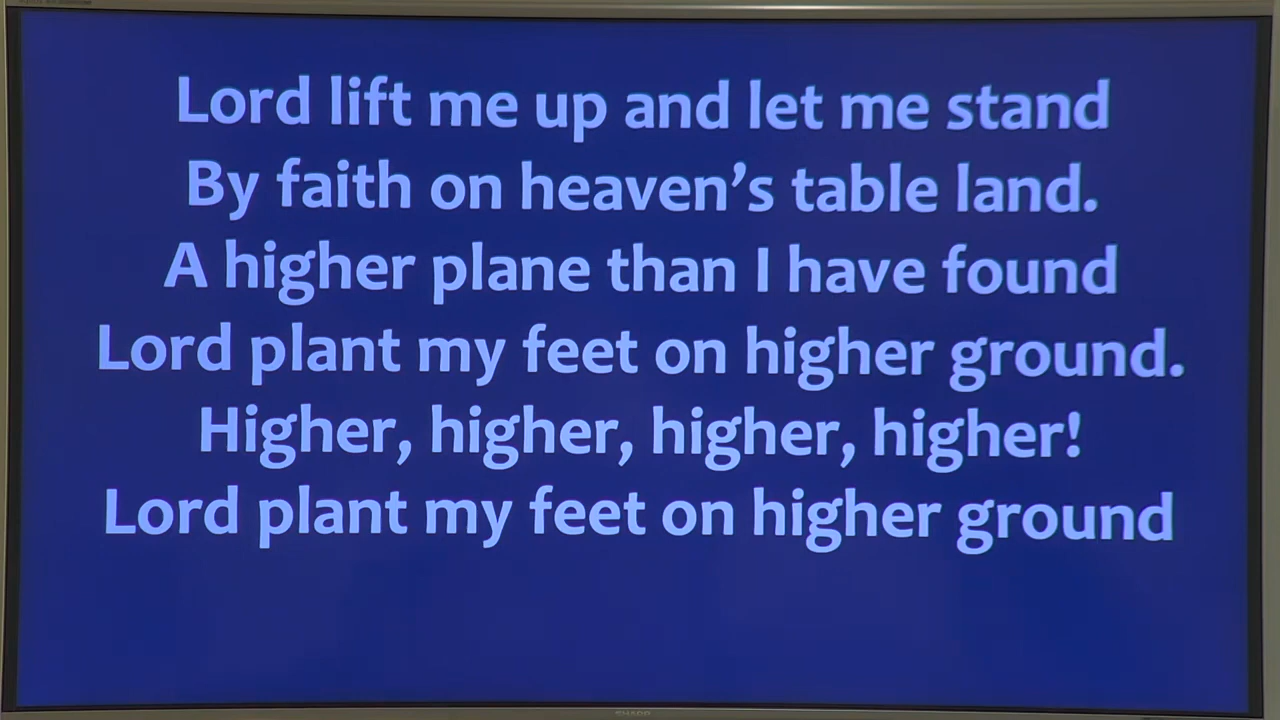 Lord lift me up and let me stand
By faith on heaven’s table land.
A higher plane than I have found
Lord plant my feet on higher ground.
Higher, higher, higher, higher!
Lord plant my feet on higher ground
SHARP